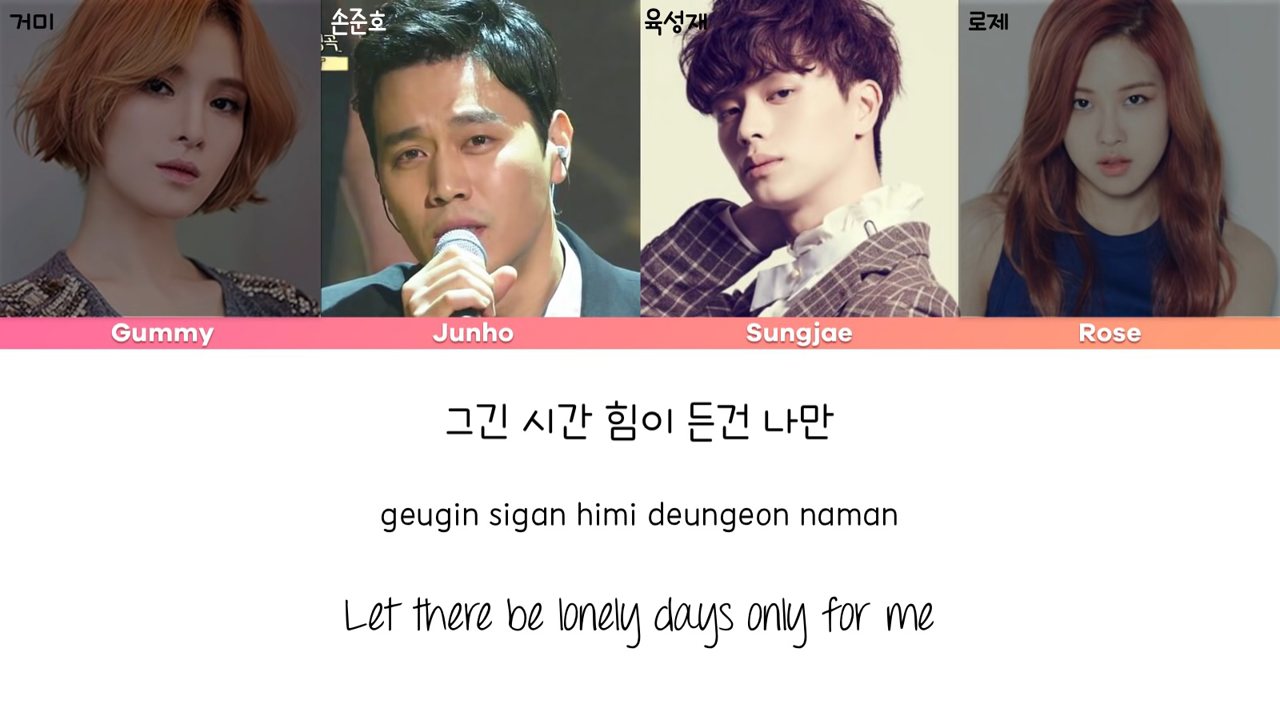 거미
손준호
육성재
로제
곡
Gummy
Junho
Sungjae
Rose
그긴 시간 힘이 든건 나만
geugin sigan himi deungeon naman
Let there be lonely days only for me